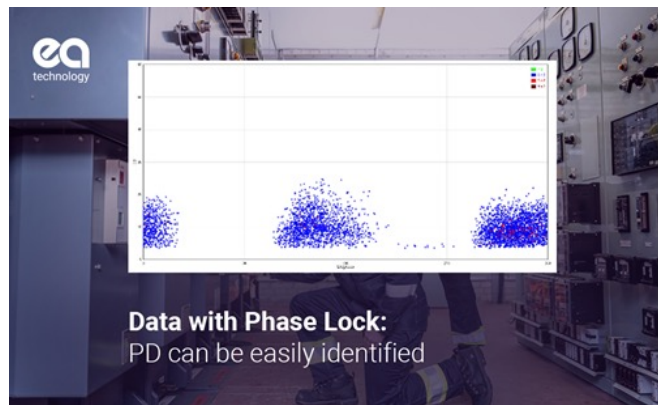 ea
technology
Data with Phase Lock:
PD can be easily identified